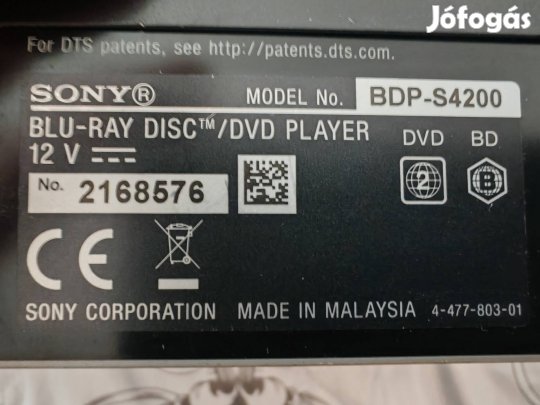 Jófogás
For DTS patents, see http://patents.dts.com.
SONY® MODEL No. BDP-S4200
BLU-RAY DISC™/DVD PLAYER DVD BD
12 V
No. 2168576 2 B
CE
SONY CORPORATION MADE IN MALAYSIA 4-477-803-01